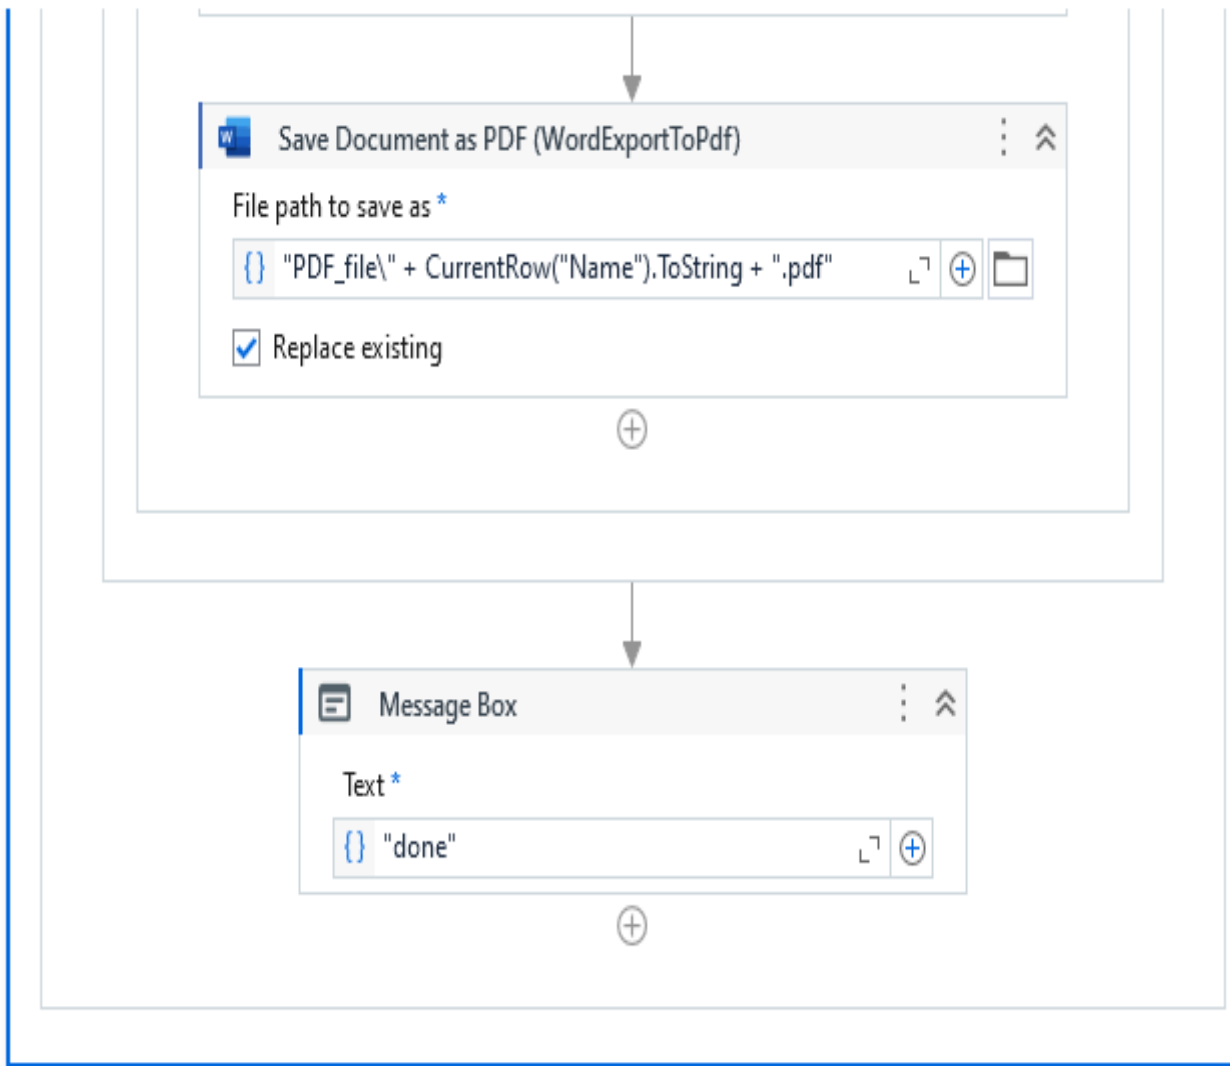 W
Save Document as PDF (WordExportToPdf)
File path to save as *
{} "PDF_file\" + CurrentRow("Name").ToString + ".pdf"
Replace existing
Message Box
Text *
{} "done"